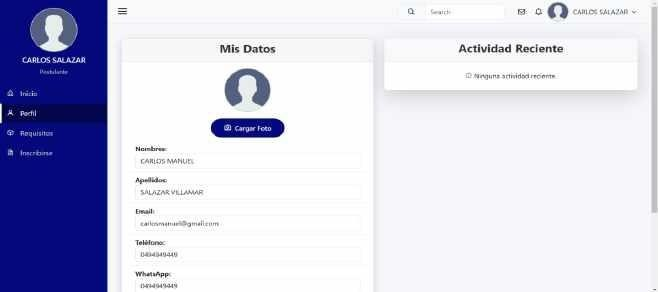 CARLOS SALAZAR
Postulante
Inicio
Perfil
Requisitos
Inscribirse
Search
CARLOS SALAZAR
Mis Datos
Cargar Foto
Nombres:
CARLOS MANUEL
Apellidos:
SALAZAR VILLAMAR
Email:
carlosmanuel@gmail.com
Teléfono:
0494949449
WhatsApp:
0494949449
Actividad Reciente
Ninguna actividad reciente